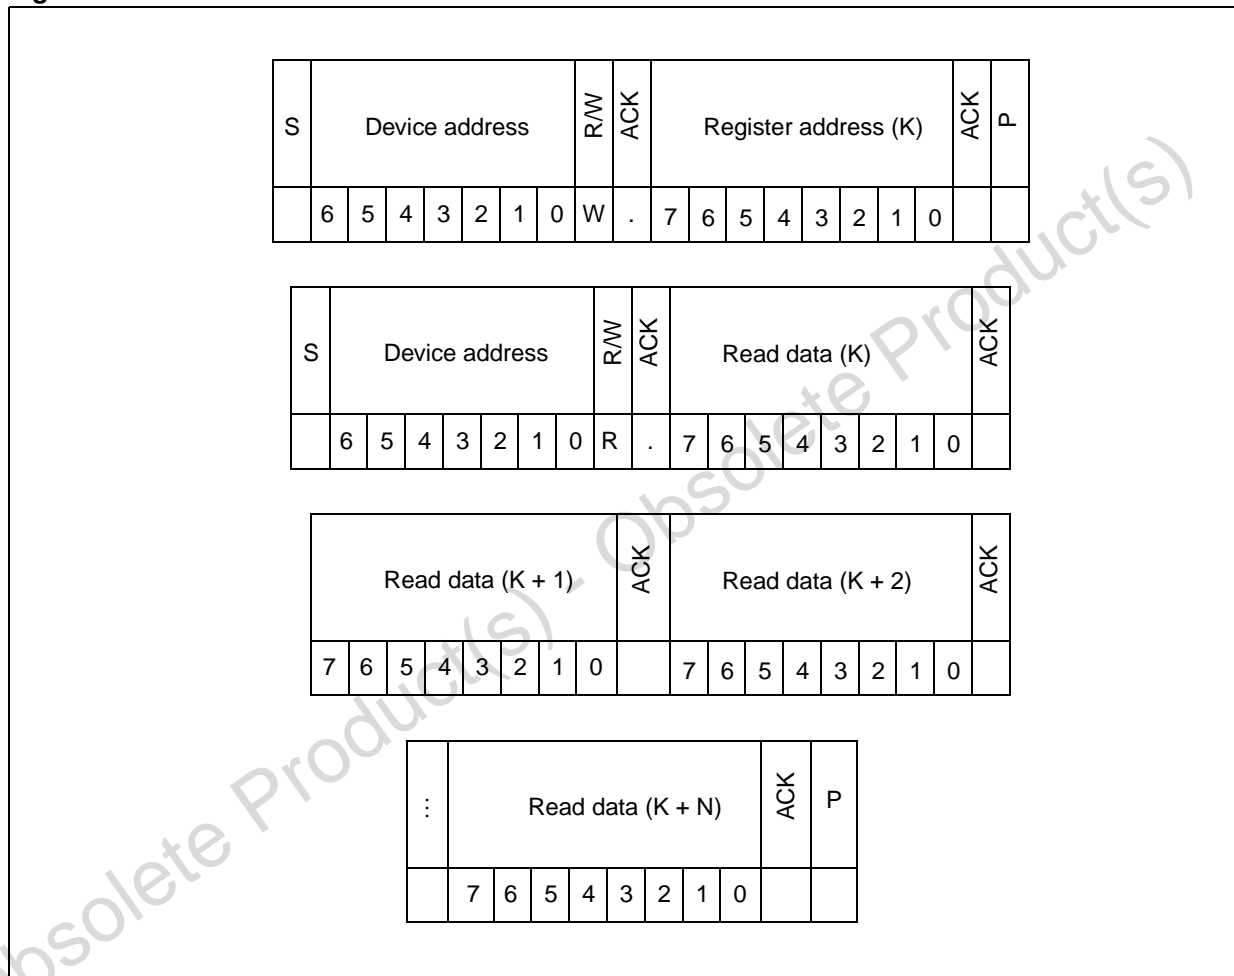 S Device address R/W ACK Register address (K) ACK P
6 5 4 3 2 1 0 W . 7 6 5 4 3 2 1 0
S Device address R/W ACK Read data (K) ACK
6 5 4 3 2 1 0 R . 7 6 5 4 3 2 1 0
Read data (K + 1) ACK Read data (K + 2) ACK
7 6 5 4 3 2 1 0 7 6 5 4 3 2 1 0
... Read data (K + N) ACK P
7 6 5 4 3 2 1 0
Obsolete Product(s) - Obsolete Product(s)